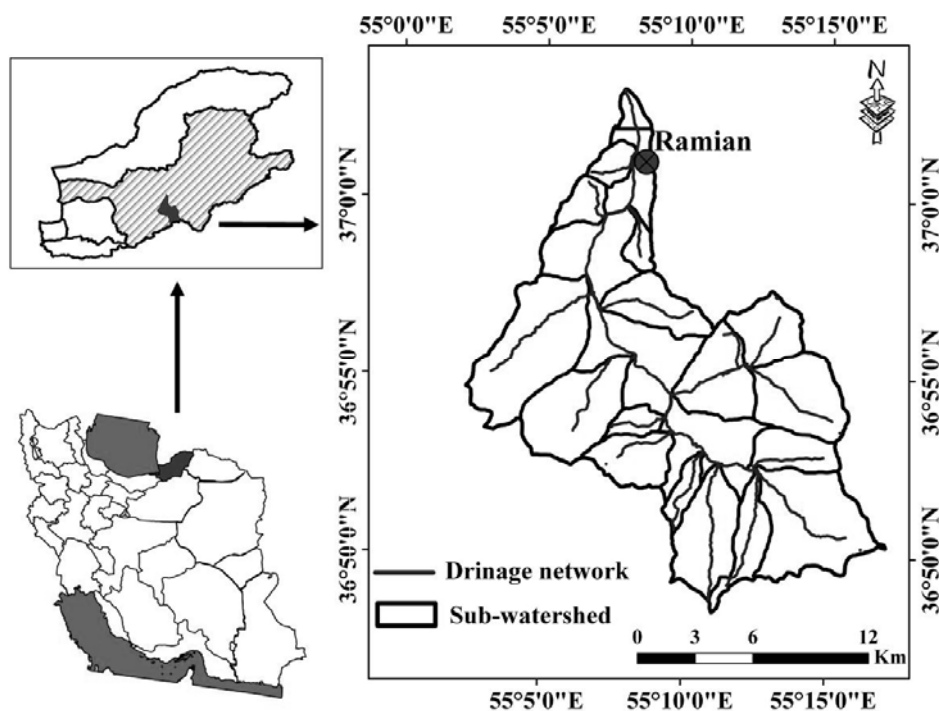 55°0'0"E 55°5'0"E 55°10'0"E 55°15'0"E
N
Ramian
37°0'0"N
37°0'0"N
36°55'0"N
36°55'0"N
36°50'0"N
36°50'0"N
Drinage network
Sub-watershed
0 3 6 12
Km
55°5'0"E 55°10'0"E 55°15'0"E